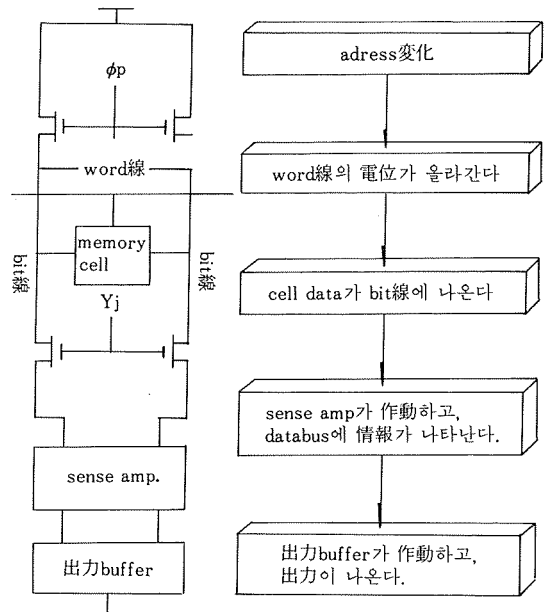 φp
word線
memory
cell
bit線
bit線
Yj
sense amp.
出力buffer
adress変化
word線의 電位가 올라간다
cell data가 bit線에 나온다
sense amp가 作動하고,
databus에 情報가 나타난다.
出力buffer가 作動하고,
出力이 나온다.